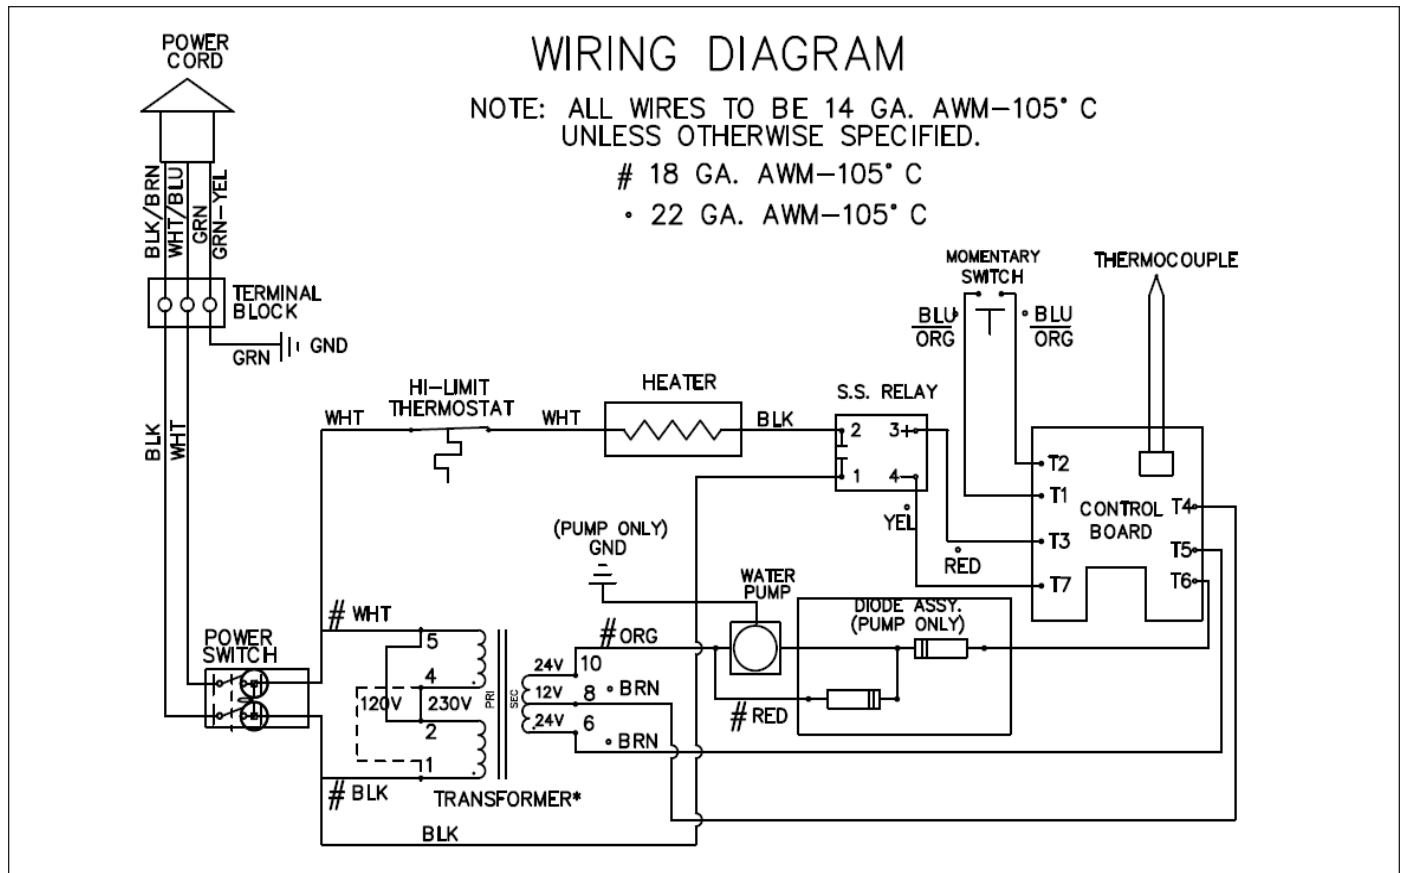 WIRING DIAGRAM
NOTE: ALL WIRES TO BE 14 GA. AWM-105° C
UNLESS OTHERWISE SPECIFIED.
# 18 GA. AWM-105° C
∘ 22 GA. AWM-105° C
POWER
CORD
BLK/BRN
WHT/BLU
GRN
GRN-YEL
TERMINAL
BLOCK
GRN
GND
BLK
WHT
MOMENTARY
SWITCH
THERMOCOUPLE
∘ BLU
ORG
∘ BLU
ORG
WHT
HI-LIMIT
THERMOSTAT
WHT
HEATER
BLK
S.S. RELAY
2
3+
1
4-
∘
YEL
∘
RED
T2
T1
T3
T7
CONTROL
BOARD
T4
T5
T6
(PUMP ONLY)
GND
WATER
PUMP
DIODE ASSY.
(PUMP ONLY)
# WHT
POWER
SWITCH
5
4
120V
230V
2
1
PRI
SEC
24V
10
12V
8
24V
6
# ORG
∘ BRN
# RED
∘ BRN
# BLK
TRANSFORMER*
BLK